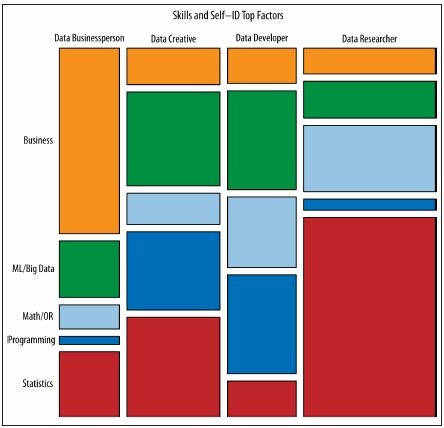 Skills and Self–ID Top Factors
Data Businessperson Data Creative Data Developer Data Researcher
Business
ML/Big Data
Math/OR
Programming
Statistics